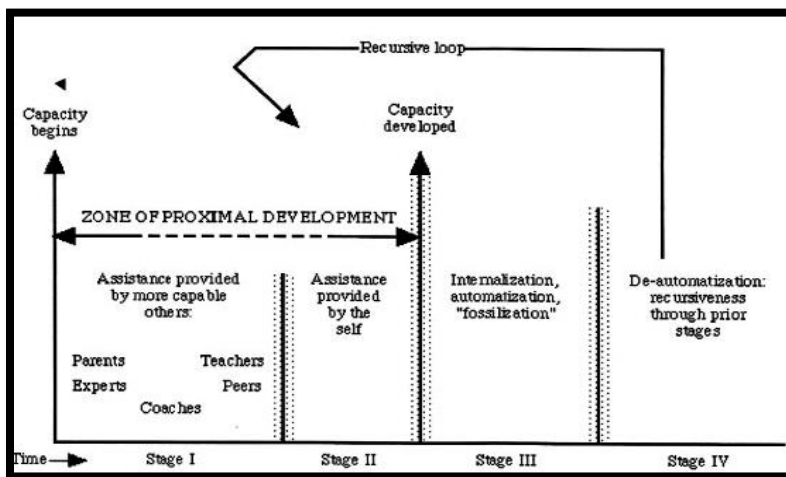 Recursive loop
Capacity
begins
Capacity
developed
ZONE OF PROXIMAL DEVELOPMENT
Assistance provided
by more capable
others:
Parents Teachers
Experts Peers
Coaches
Assistance
provided
by the
self
Internalization,
automatization,
"fossilization"
De-automatization:
recursiveness
through prior
stages
Time
Stage I
Stage II
Stage III
Stage IV